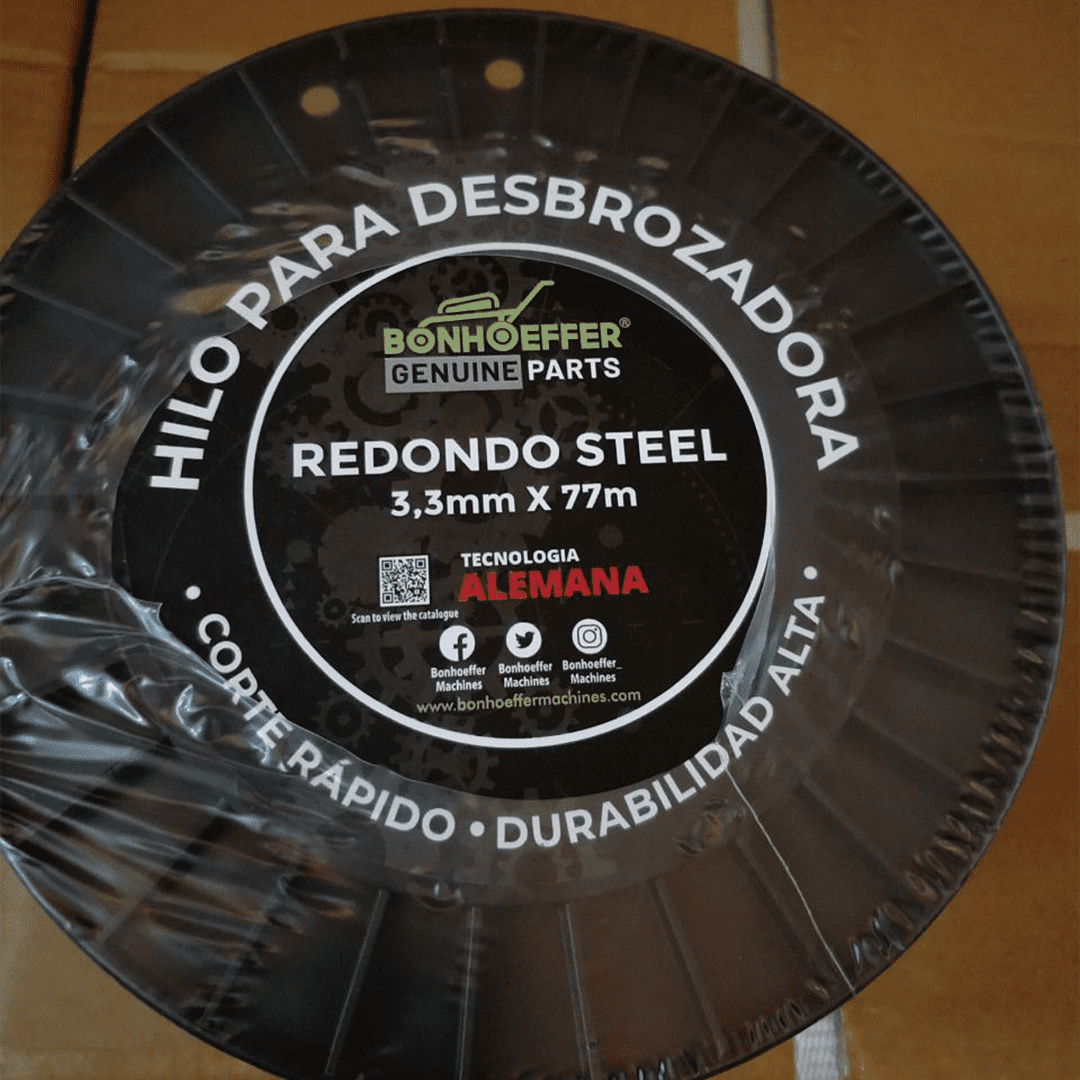 HILO PARA DESBROZADORA
BONHOEFFER®
GENUINE PARTS
REDONDO STEEL
3,3mm X 77m
TECNOLOGIA
ALEMANA
Scan to view the catalogue
Bonhoeffer
Machines
Bonhoeffer
Machines
Bonhoeffer_
Machines
www.bonhoeffermachines.com
• CORTE RÁPIDO • DURABILIDAD ALTA •